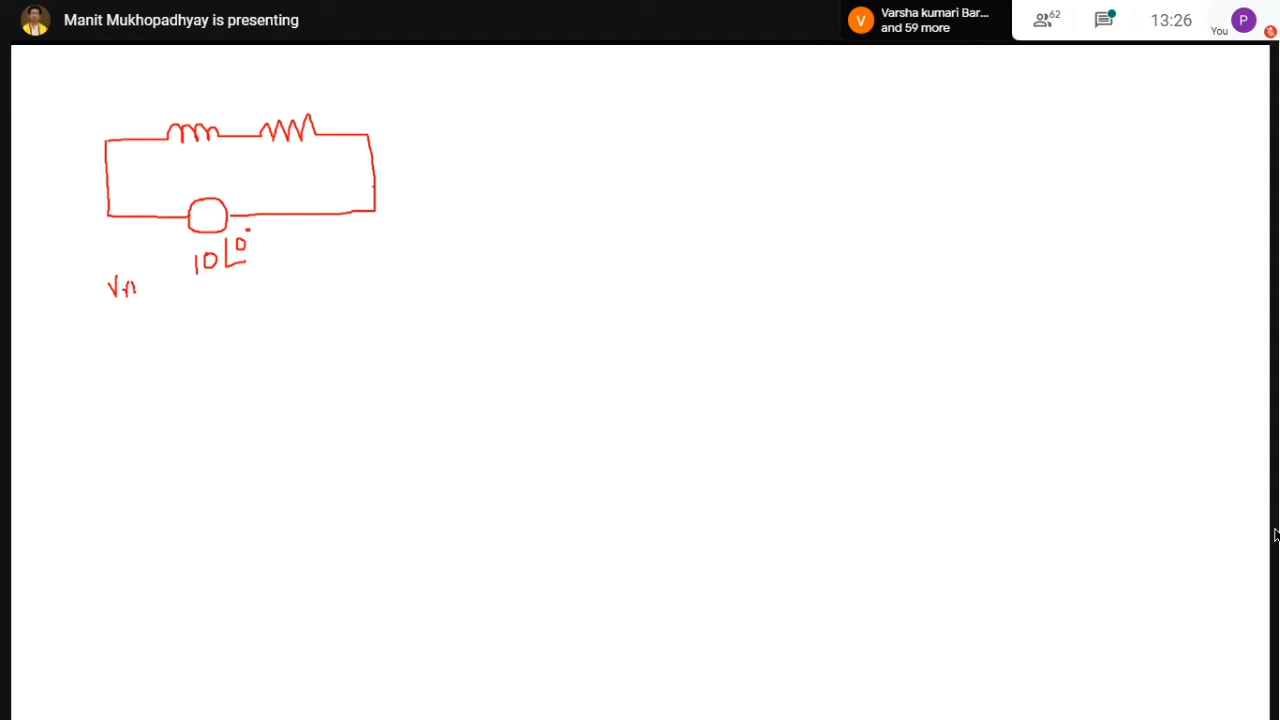 Manit Mukhopadhyay is presenting
Varsha kumari Bar...
and 59 more
62
13:26
You
V
P
10∠0°